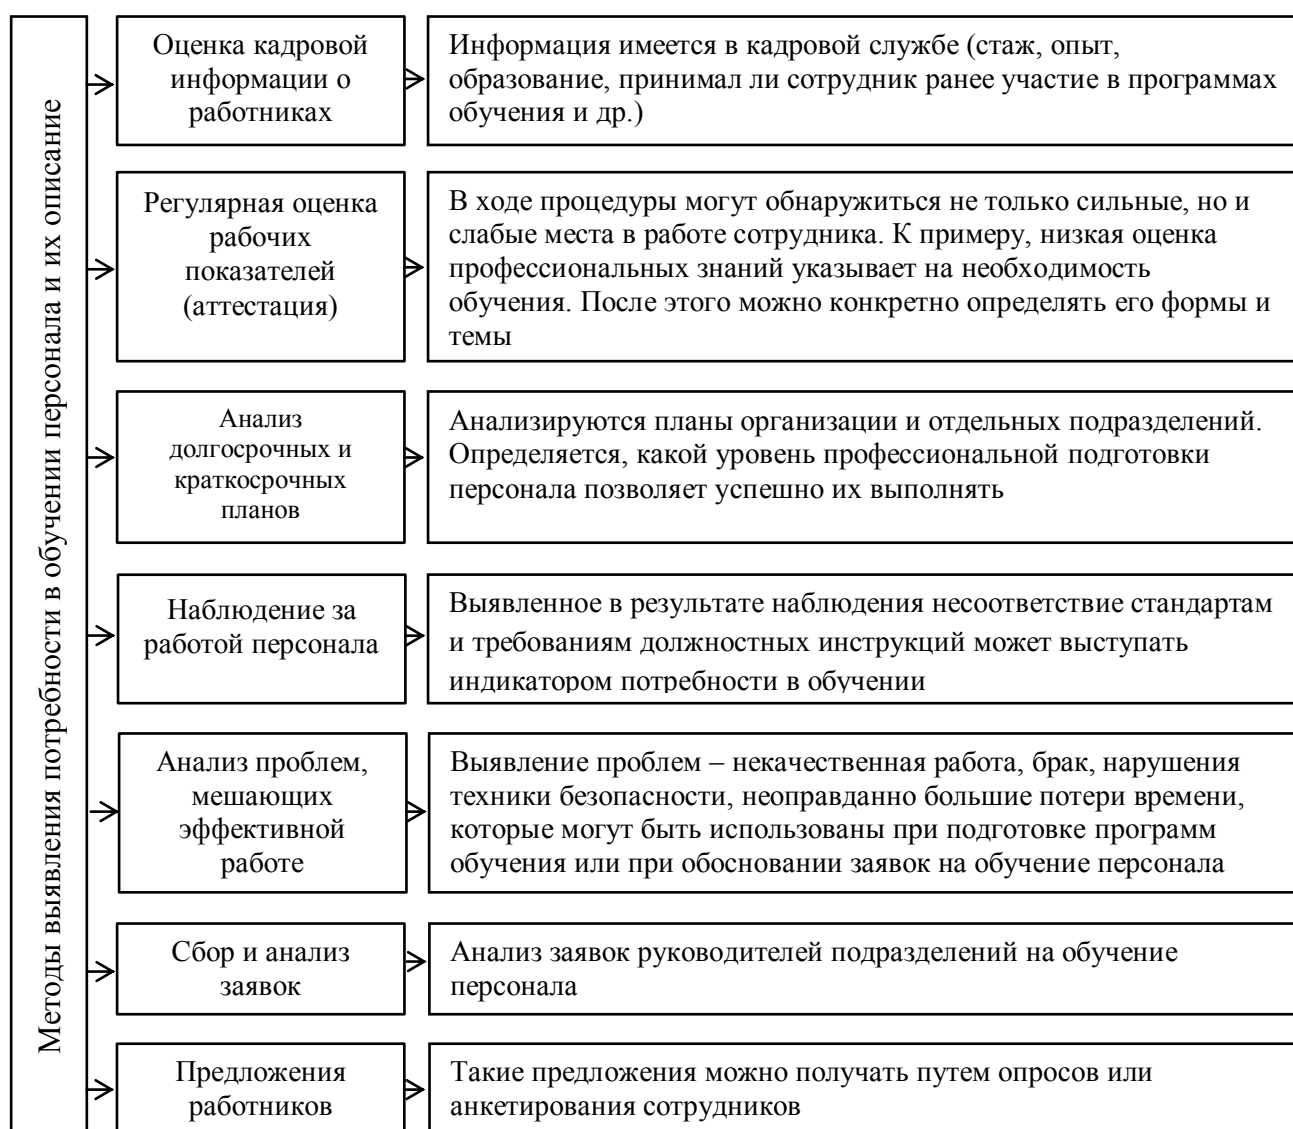 Методы выявления потребности в обучении персонала и их описание
Оценка кадровой
информации о
работниках
Информация имеется в кадровой службе (стаж, опыт,
образование, принимал ли сотрудник ранее участие в программах
обучения и др.)
Регулярная оценка
рабочих
показателей
(аттестация)
В ходе процедуры могут обнаружиться не только сильные, но и
слабые места в работе сотрудника. К примеру, низкая оценка
профессиональных знаний указывает на необходимость
обучения. После этого можно конкретно определять его формы и
темы
Анализ
долгосрочных и
краткосрочных
планов
Анализируются планы организации и отдельных подразделений.
Определяется, какой уровень профессиональной подготовки
персонала позволяет успешно их выполнять
Наблюдение за
работой персонала
Выявленное в результате наблюдения несоответствие стандартам
и требованиям должностных инструкций может выступать
индикатором потребности в обучении
Анализ проблем,
мешающих
эффективной
работе
Выявление проблем – некачественная работа, брак, нарушения
техники безопасности, неоправданно большие потери времени,
которые могут быть использованы при подготовке программ
обучения или при обосновании заявок на обучение персонала
Сбор и анализ
заявок
Анализ заявок руководителей подразделений на обучение
персонала
Предложения
работников
Такие предложения можно получать путем опросов или
анкетирования сотрудников